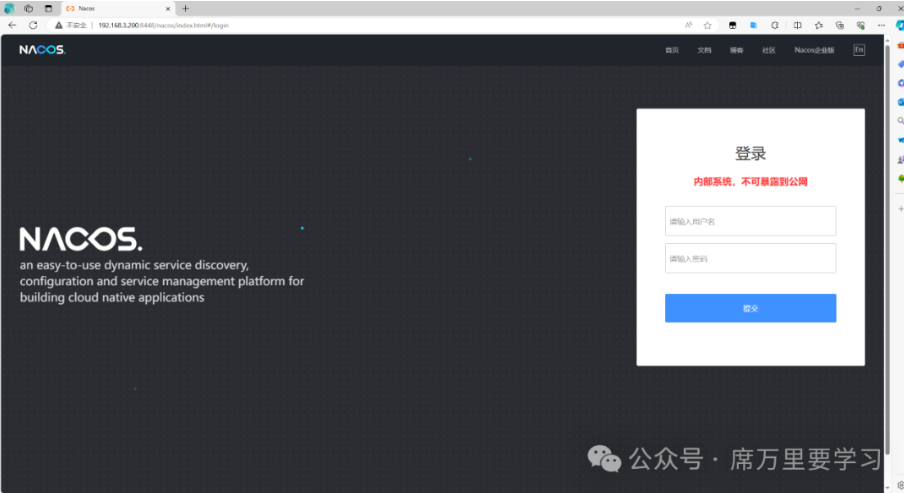 Nacos
不安全 192.168.3.200:8448/nacos/index.html#/login
NACOS.
首页 文档 博客 社区 Nacos企业版 En
登录
内部系统，不可暴露到公网
请输入用户名
请输入密码
提交
NACOS.
an easy-to-use dynamic service discovery,
configuration and service management platform for
building cloud native applications
公众号 · 席万里要学习